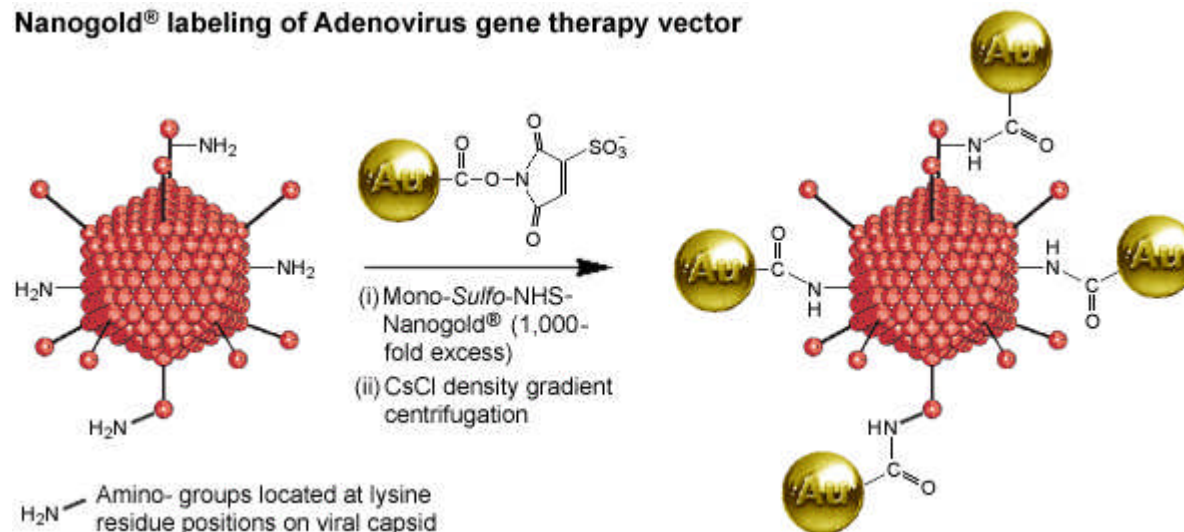 Nanogold® labeling of Adenovirus gene therapy vector
Au
NH2
O
O
SO3-
Au
C
O
N
O
NH2
H2N
H2N
(i) Mono-Sulfo-NHS-
Nanogold® (1,000-
fold excess)
(ii) CsCl density gradient
centrifugation
N
H
C
O
Au
O
C
N
H
H
N
C
O
Au
HN
C
O
Au
H2N
Amino- groups located at lysine
residue positions on viral capsid